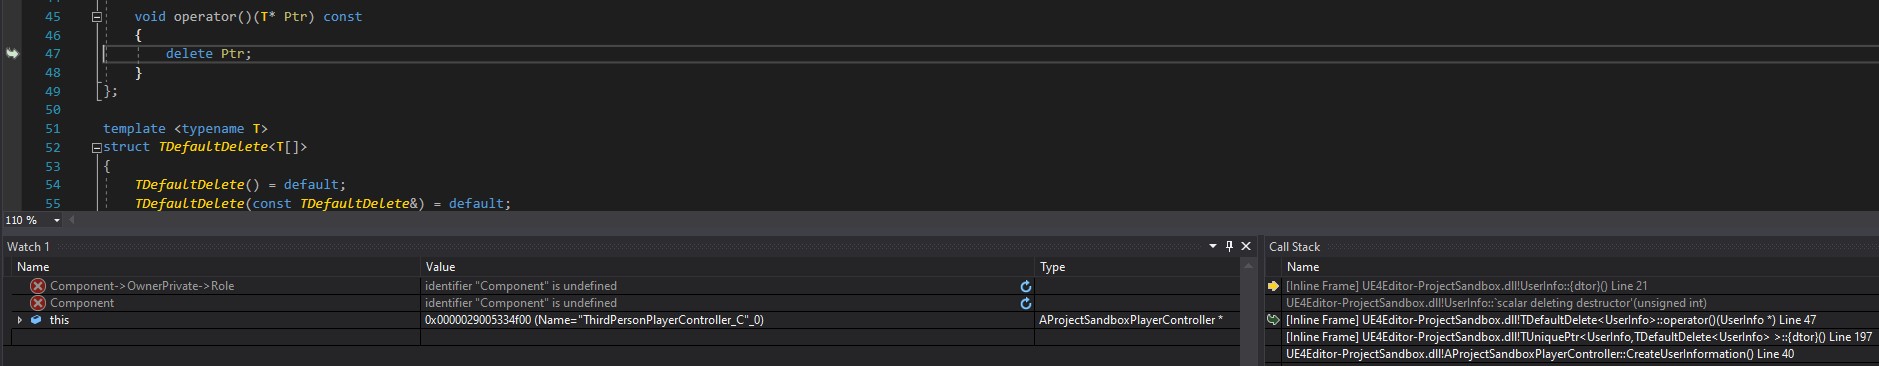 45 void operator()(T* Ptr) const
46 {
47 delete Ptr;
48 }
49 };
50
51 template <typename T>
52 struct TDefaultDelete<T[]>
53 {
54 TDefaultDelete() = default;
55 TDefaultDelete(const TDefaultDelete&) = default;
110 %
Watch 1
Name Value Type
Component->OwnerPrivate->Role identifier "Component" is undefined
Component identifier "Component" is undefined
this 0x0000029005334f00 (Name="ThirdPersonPlayerController_C"_0) AProjectSandboxPlayerController *
Call Stack
Name
[Inline Frame] UE4Editor-ProjectSandbox.dll!UserInfo::{dtor}() Line 21
UE4Editor-ProjectSandbox.dll!UserInfo::`scalar deleting destructor'(unsigned int)
[Inline Frame] UE4Editor-ProjectSandbox.dll!TDefaultDelete<UserInfo>::operator()(UserInfo *) Line 47
[Inline Frame] UE4Editor-ProjectSandbox.dll!TUniquePtr<UserInfo,TDefaultDelete<UserInfo> >::{dtor}() Line 197
UE4Editor-ProjectSandbox.dll!AProjectSandboxPlayerController::CreateUserInformation() Line 40